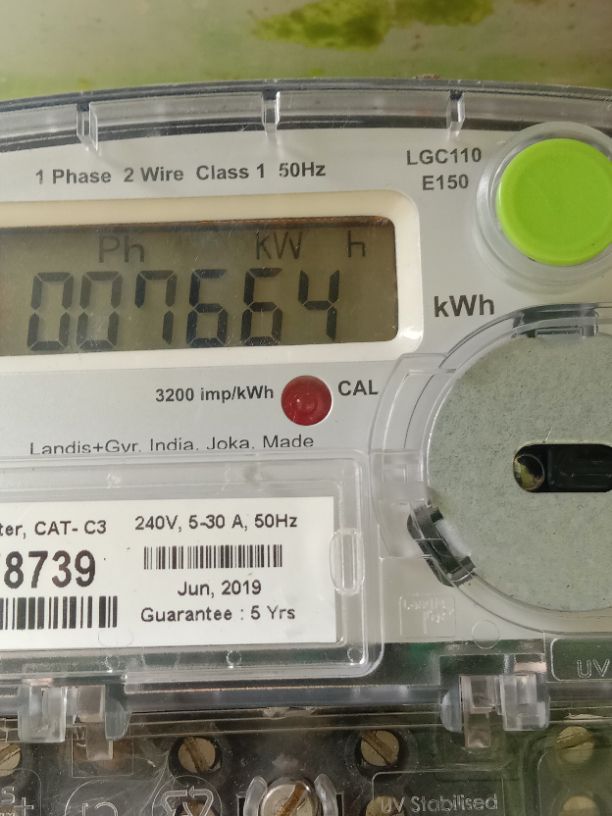 1 Phase 2 Wire Class 1 50Hz
LGC110
E150
Ph kW h
007664
kWh
3200 imp/kWh
CAL
Landis+Gyr, India, Joka, Made
ter, CAT- C3
240V, 5-30 A, 50Hz
8739
Jun, 2019
Guarantee : 5 Yrs
UV
UV Stabilised